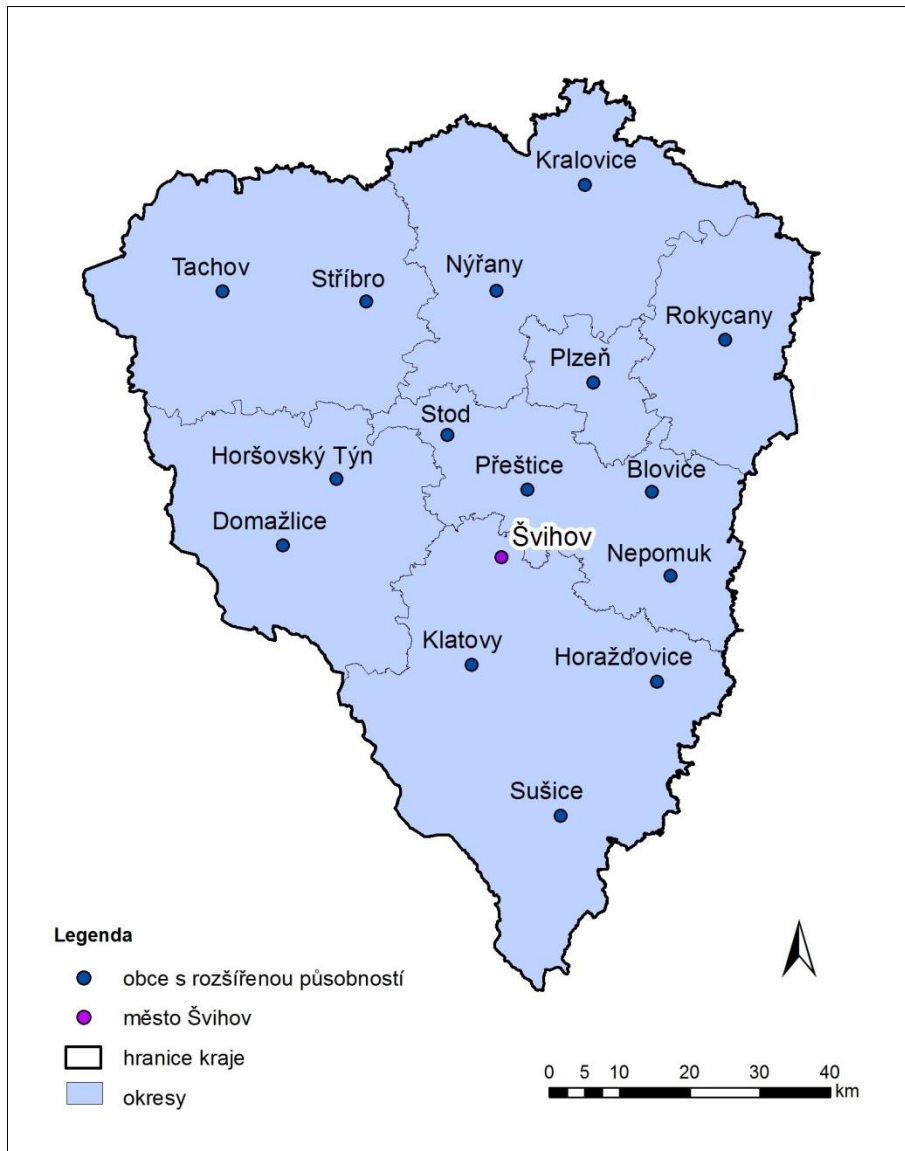 Kralovice
Tachov
Stříbro
Nýřany
Rokycany
Plzeň
Stod
Horšovský Týn
Přeštice
Blovice
Domažlice
Švihov
Nepomuk
Klatovy
Horažďovice
Sušice
Legenda
obce s rozšířenou působností
město Švihov
hranice kraje
okresy
0 5 10 20 30 40
km